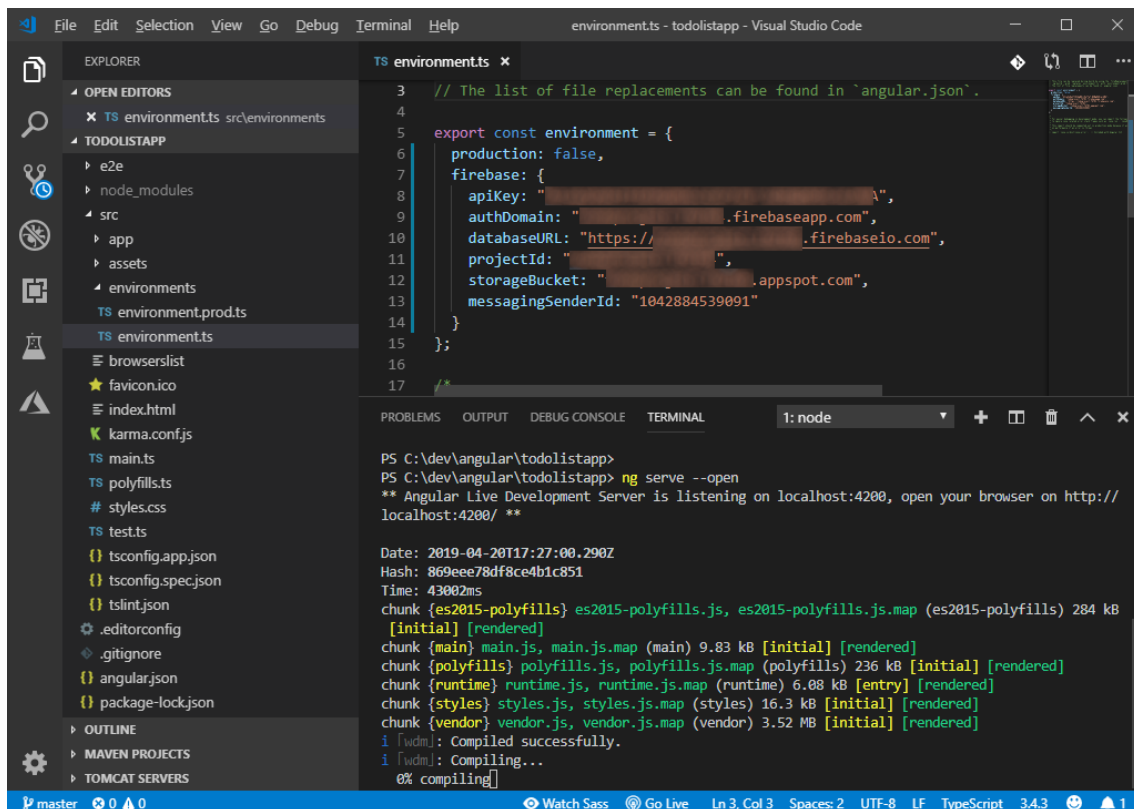 File Edit Selection View Go Debug Terminal Help environment.ts - todolistapp - Visual Studio Code
EXPLORER
OPEN EDITORS
TS environment.ts src\environments
TODOLISTAPP
e2e
node_modules
src
app
assets
environments
TS environment.prod.ts
TS environment.ts
browserslist
favicon.ico
index.html
karma.conf.js
TS main.ts
TS polyfills.ts
# styles.css
TS test.ts
{} tsconfig.app.json
{} tsconfig.spec.json
{} tslint.json
.editorconfig
.gitignore
{} angular.json
{} package-lock.json
OUTLINE
MAVEN PROJECTS
TOMCAT SERVERS
TS environment.ts
3 // The list of file replacements can be found in `angular.json`.
4
5 export const environment = {
6 production: false,
7 firebase: {
8 apiKey: "",
9 authDomain: ".firebaseapp.com",
10 databaseURL: "https://.firebaseio.com",
11 projectId: "",
12 storageBucket: ".appspot.com",
13 messagingSenderId: "1042884539091"
14 }
15 };
16
17 /*
PROBLEMS OUTPUT DEBUG CONSOLE TERMINAL 1: node
PS C:\dev\angular\todolistapp>
PS C:\dev\angular\todolistapp> ng serve --open
** Angular Live Development Server is listening on localhost:4200, open your browser on http://
localhost:4200/ **
Date: 2019-04-20T17:27:00.290Z
Hash: 869eee78df8ce4b1c851
Time: 43002ms
chunk {es2015-polyfills} es2015-polyfills.js, es2015-polyfills.js.map (es2015-polyfills) 284 kB
[initial] [rendered]
chunk {main} main.js, main.js.map (main) 9.83 kB [initial] [rendered]
chunk {polyfills} polyfills.js, polyfills.js.map (polyfills) 236 kB [initial] [rendered]
chunk {runtime} runtime.js, runtime.js.map (runtime) 6.08 kB [entry] [rendered]
chunk {styles} styles.js, styles.js.map (styles) 16.3 kB [initial] [rendered]
chunk {vendor} vendor.js, vendor.js.map (vendor) 3.52 MB [initial] [rendered]
i ｢wdm｣: Compiled successfully.
i ｢wdm｣: Compiling...
0% compiling
master 0 0 Watch Sass Go Live Ln 3, Col 3 Spaces: 2 UTF-8 LF TypeScript 3.4.3 1